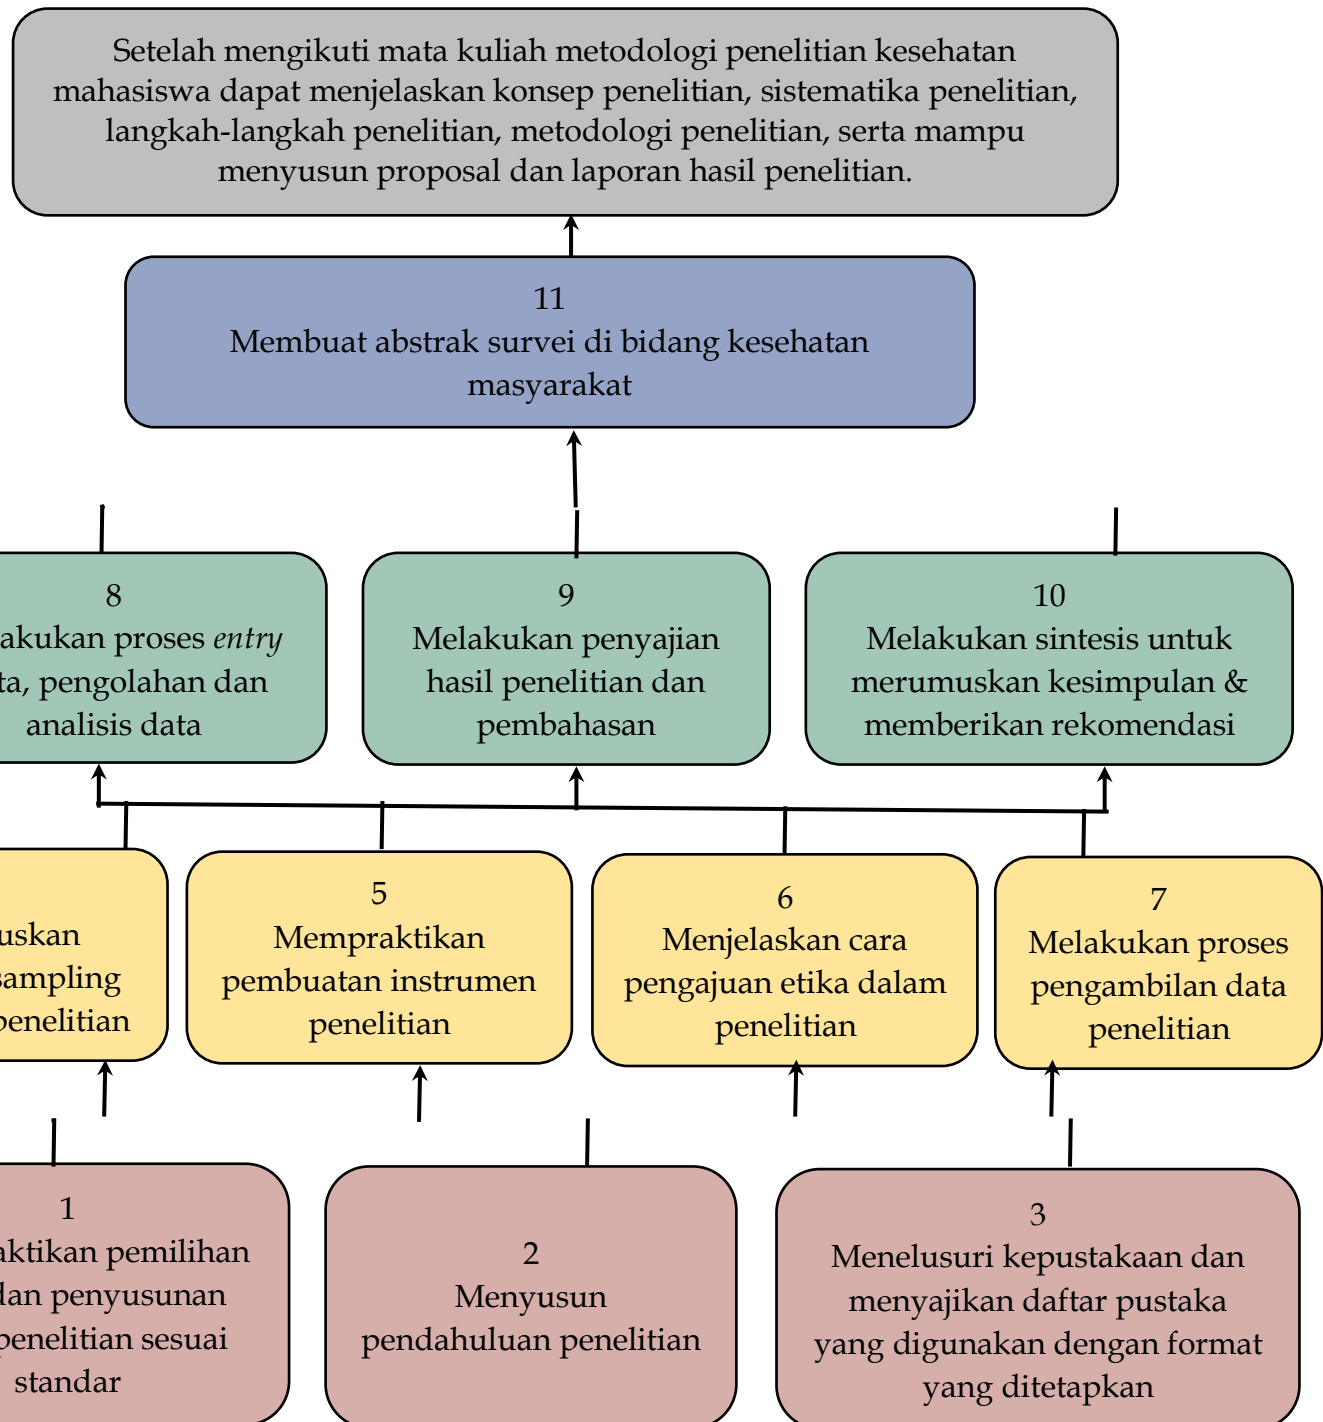 Setelah mengikuti mata kuliah metodologi penelitian kesehatan
mahasiswa dapat menjelaskan konsep penelitian, sistematika penelitian,
langkah-langkah penelitian, metodologi penelitian, serta mampu
menyusun proposal dan laporan hasil penelitian.
11
Membuat abstrak survei di bidang kesehatan
masyarakat
8
akukan proses entry
ta, pengolahan dan
analisis data
9
Melakukan penyajian
hasil penelitian dan
pembahasan
10
Melakukan sintesis untuk
merumuskan kesimpulan &
memberikan rekomendasi
uskan
sampling
penelitian
5
Mempraktikan
pembuatan instrumen
penelitian
6
Menjelaskan cara
pengajuan etika dalam
penelitian
7
Melakukan proses
pengambilan data
penelitian
1
aktikan pemilihan
dan penyusunan
penelitian sesuai
standar
2
Menyusun
pendahuluan penelitian
3
Menelusuri kepustakaan dan
menyajikan daftar pustaka
yang digunakan dengan format
yang ditetapkan